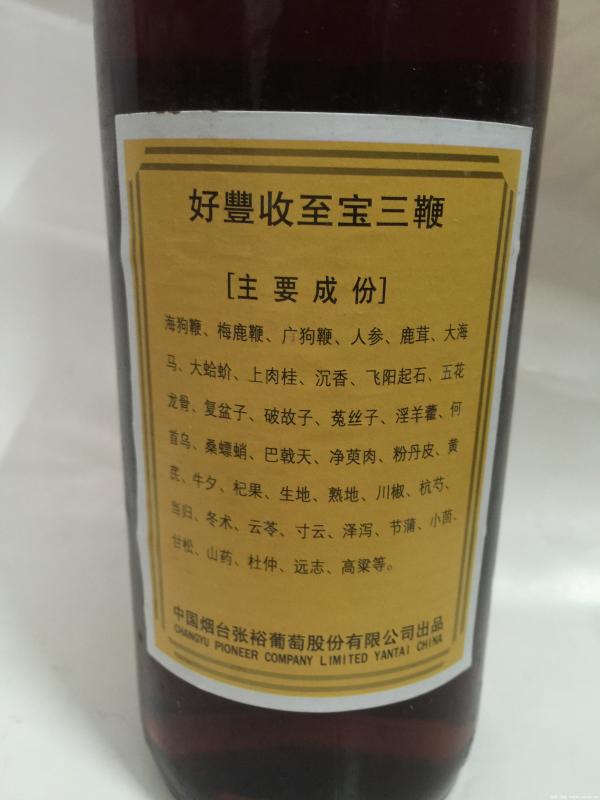 好豐收至宝三鞭
[主要成份]
海狗鞭、梅鹿鞭、广狗鞭、人参、鹿茸、大海
马、大蛤蚧、上肉桂、沉香、飞阳起石、五花
龙骨、复盆子、破故子、菟丝子、淫羊藿、何
首乌、桑螵蛸、巴戟天、净萸肉、粉丹皮、黄
芪、牛夕、杞果、生地、熟地、川椒、杭芍、
当归、冬术、云苓、寸云、泽泻、节蒲、小茴、
甘松、山药、杜仲、远志、高粱等。
中国烟台张裕葡萄股份有限公司出品
CHANGYU PIONEER COMPANY LIMITED YANTAI CHINA